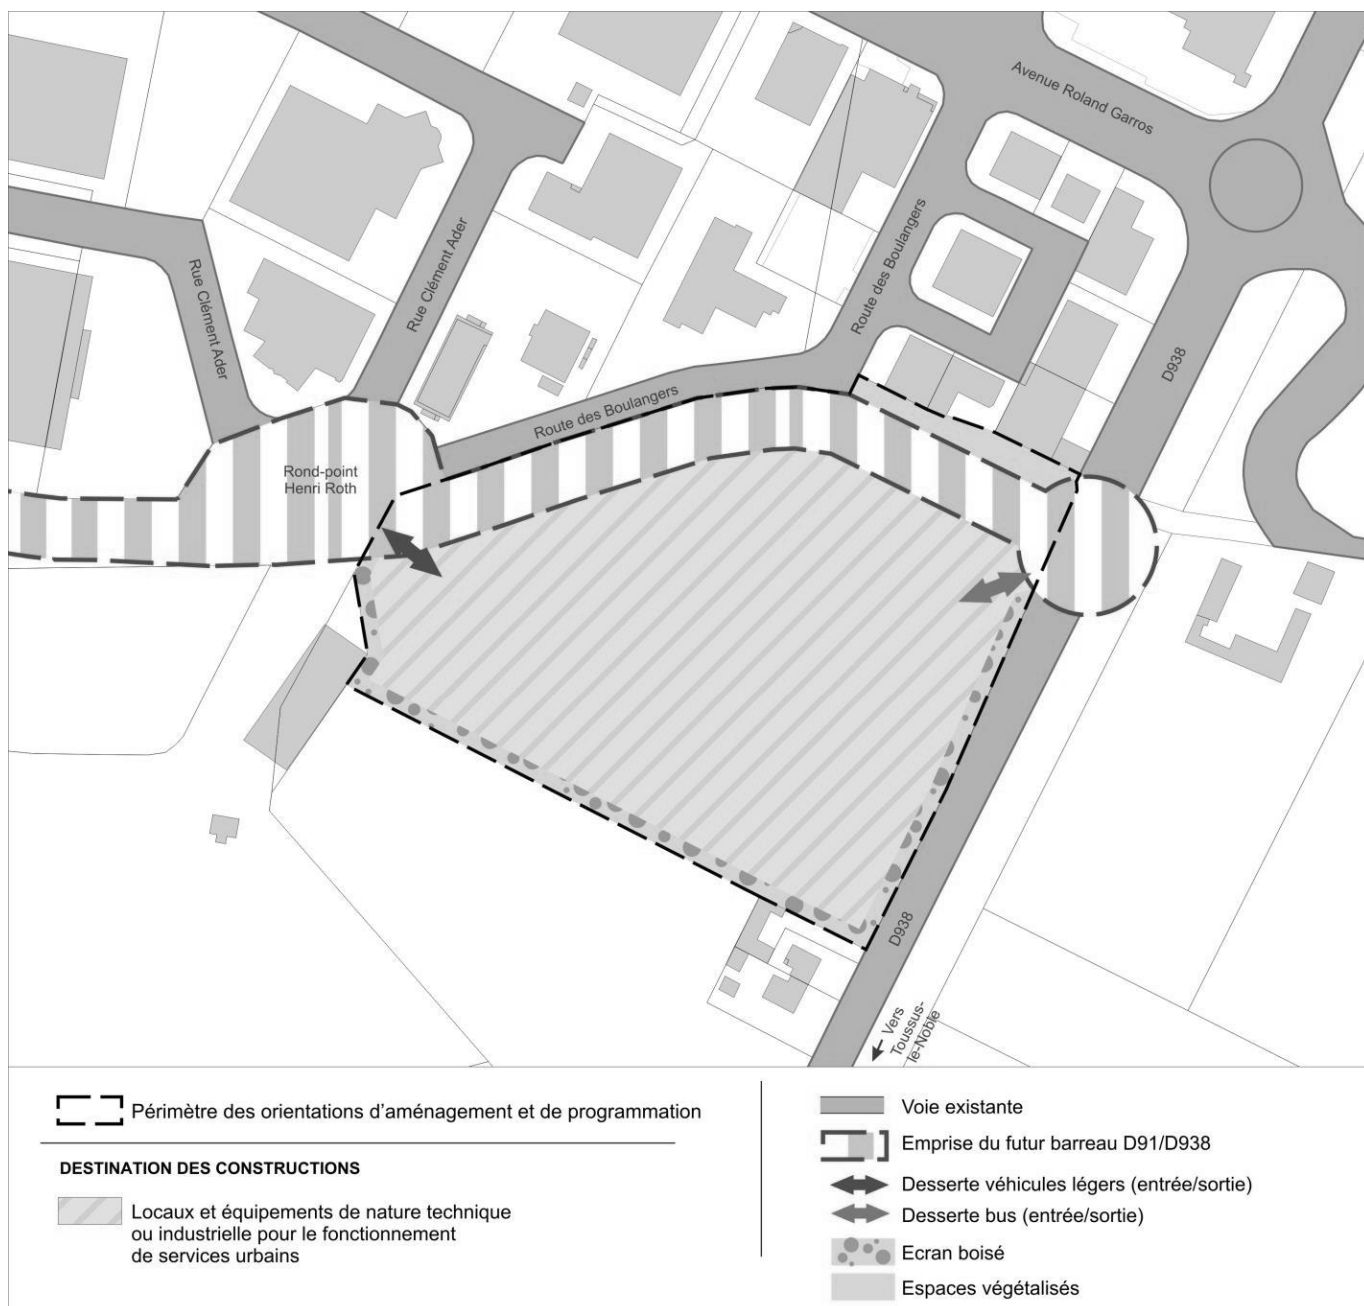 Avenue Roland Garros
Route des Boulangers
Rue Clément Ader
Rue Clément Ader
D938
Route des Boulangers
Rond-point
Henri Roth
D938
Vers
Toussus-
le-Noble
Périmètre des orientations d'aménagement et de programmation
DESTINATION DES CONSTRUCTIONS
Locaux et équipements de nature technique
ou industrielle pour le fonctionnement
de services urbains
Voie existante
Emprise du futur barreau D91/D938
Desserte véhicules légers (entrée/sortie)
Desserte bus (entrée/sortie)
Ecran boisé
Espaces végétalisés